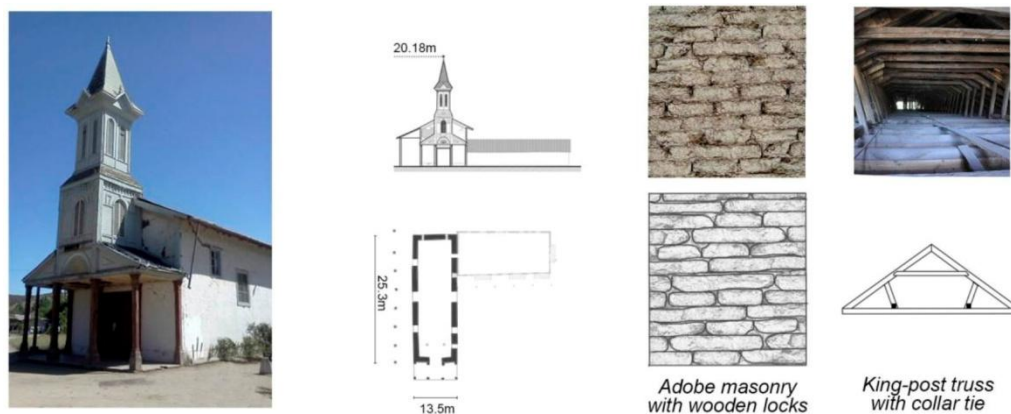 20.18m
25.3m
13.5m
Adobe masonry
with wooden locks
King-post truss
with collar tie